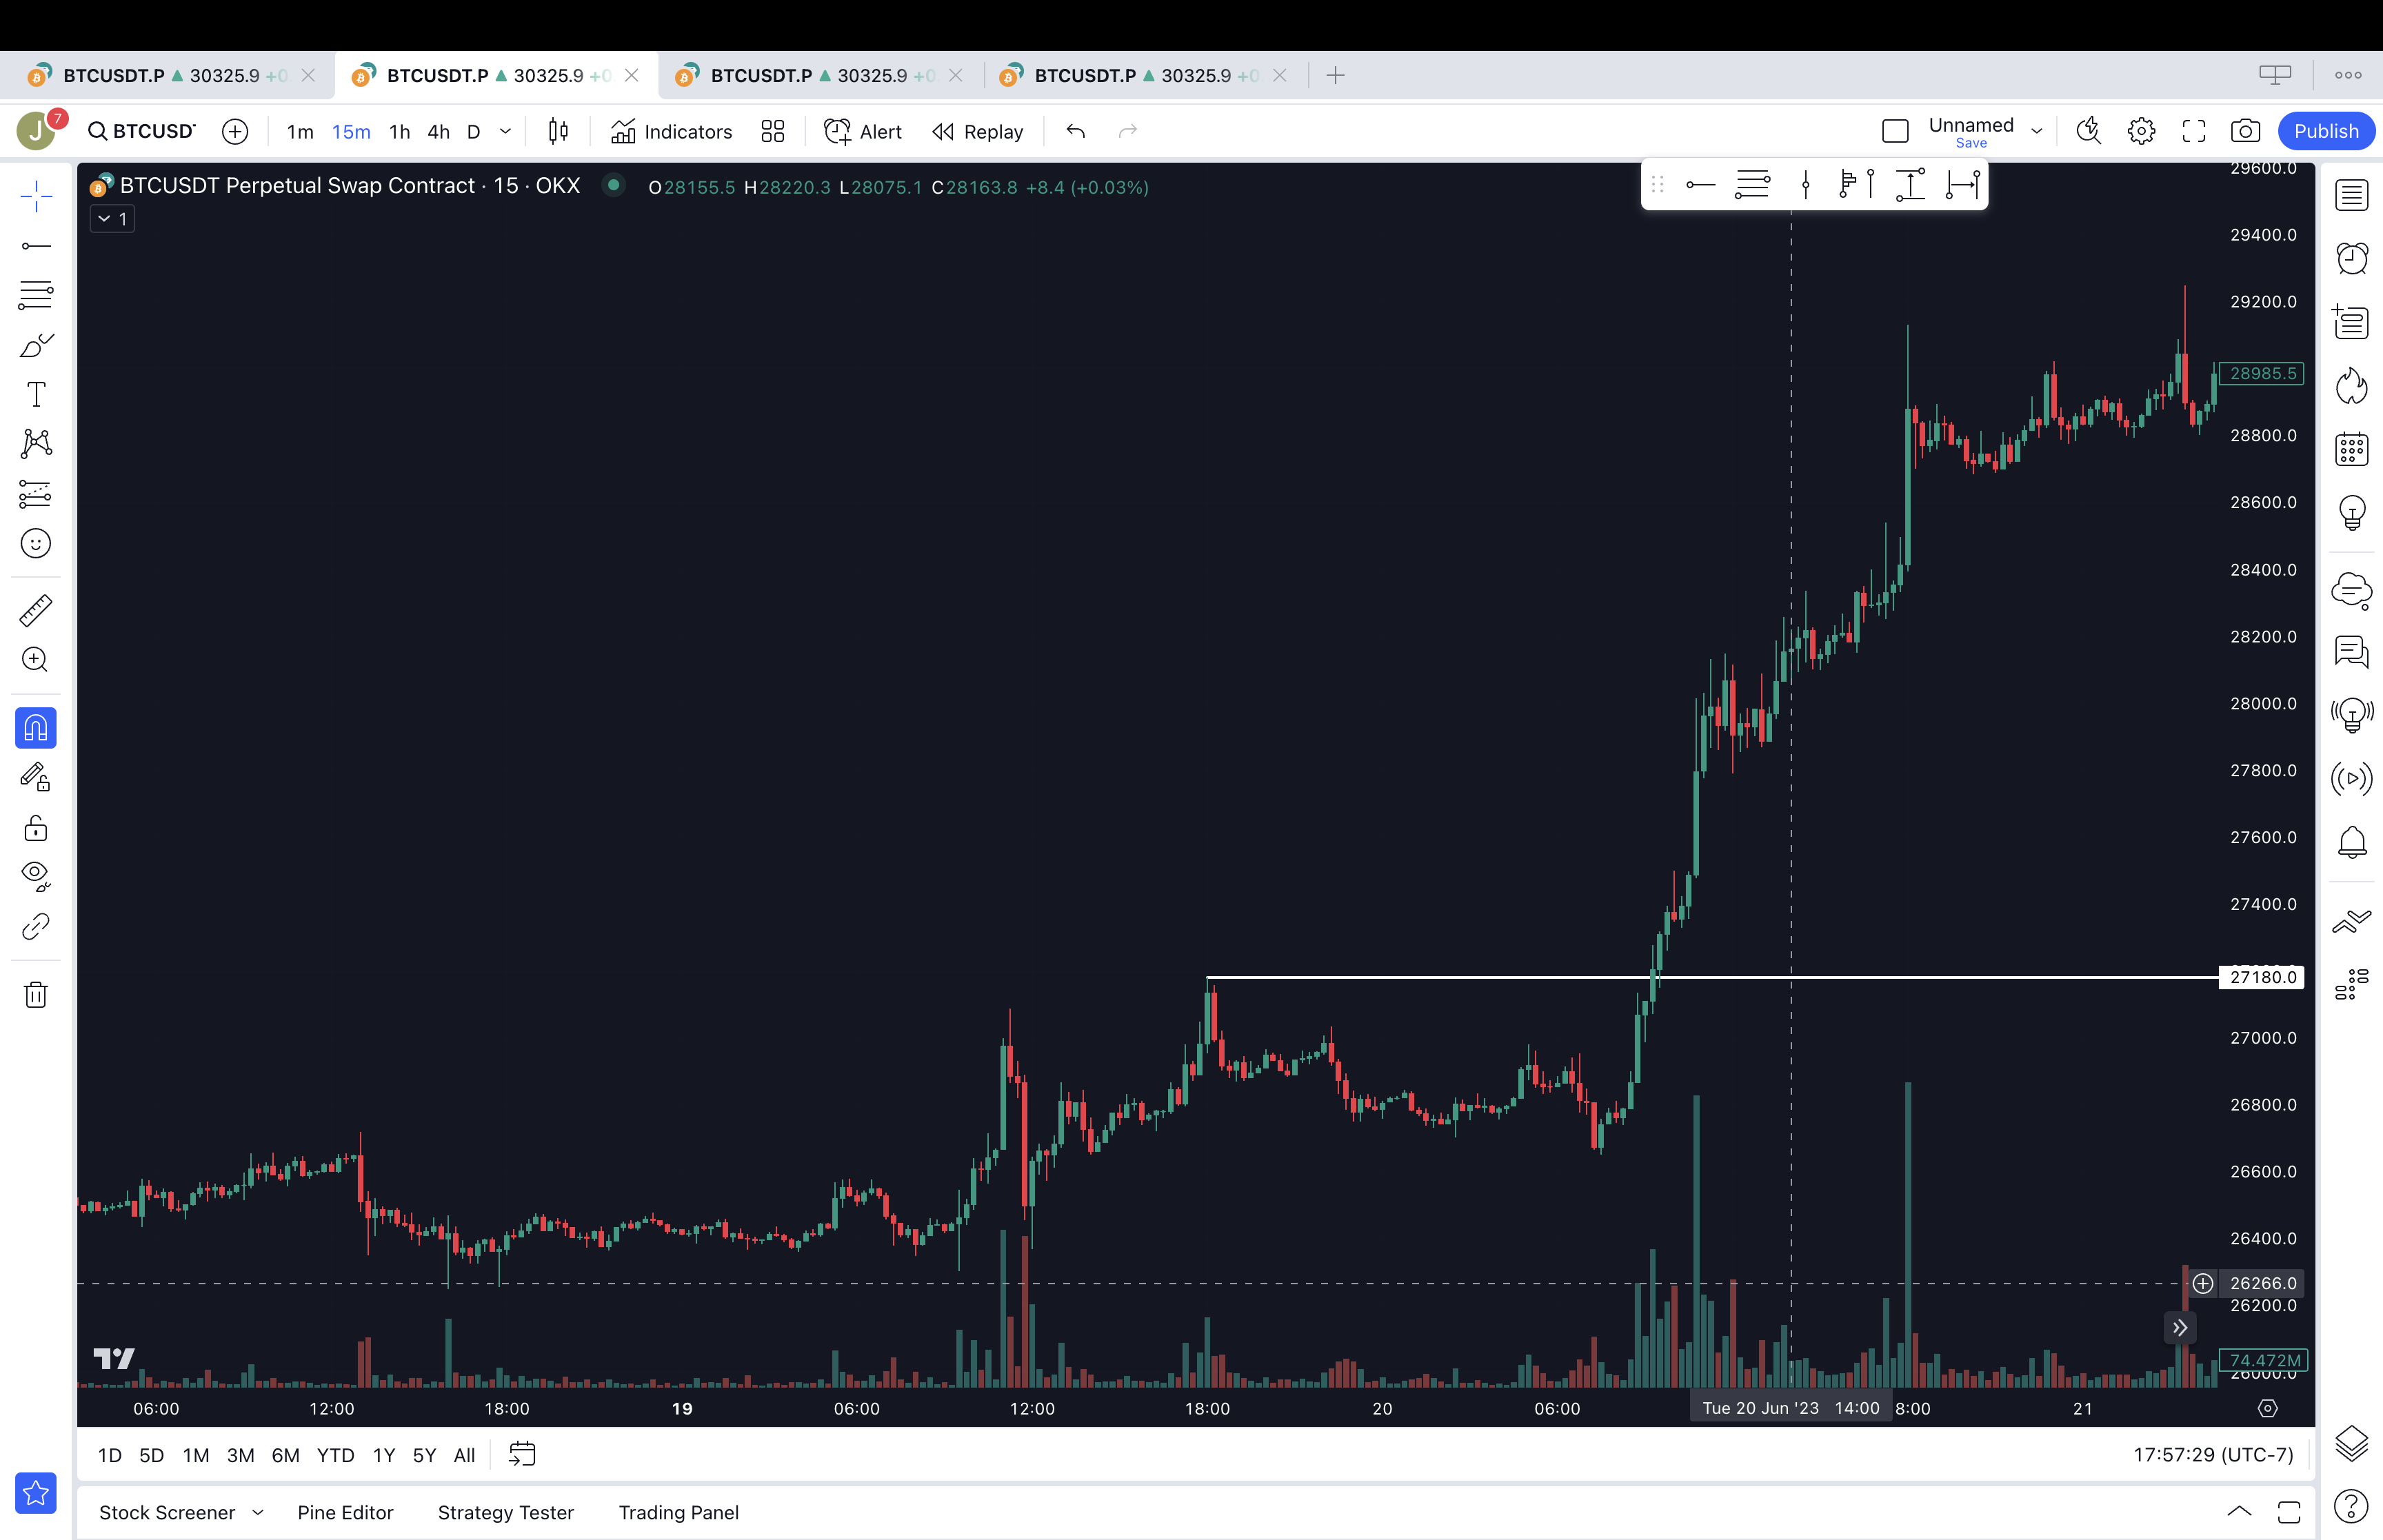 BTCUSDT.P ▲ 30325.9 +0
BTCUSDT.P ▲ 30325.9 +0
BTCUSDT.P ▲ 30325.9 +0
BTCUSDT.P ▲ 30325.9 +0
J 7 BTCUSD 1m 15m 1h 4h D Indicators Alert Replay Unnamed Save Publish
BTCUSDT Perpetual Swap Contract · 15 · OKX O28155.5 H28220.3 L28075.1 C28163.8 +8.4 (+0.03%)
1
29600.0
29400.0
29200.0
28985.5
28800.0
28600.0
28400.0
28200.0
28000.0
27800.0
27600.0
27400.0
27180.0
27000.0
26800.0
26600.0
26400.0
26266.0
26200.0
74.472M
26000.0
06:00 12:00 18:00 19 06:00 12:00 18:00 20 06:00 Tue 20 Jun '23 14:00 8:00 21
1D 5D 1M 3M 6M YTD 1Y 5Y All 17:57:29 (UTC-7)
Stock Screener Pine Editor Strategy Tester Trading Panel